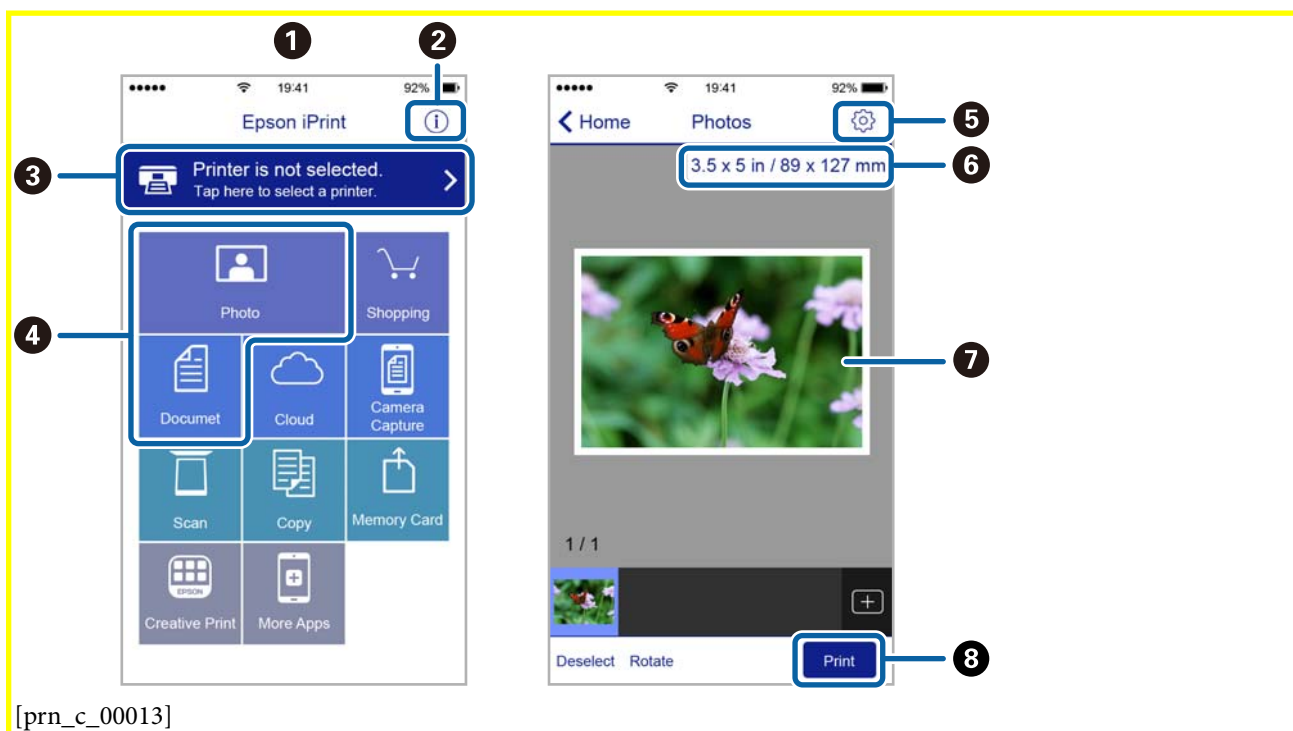 1
2
19:41
92%
Epson iPrint
i
3
Printer is not selected.
Tap here to select a printer.
4
Photo
Shopping
Documet
Cloud
Camera
Capture
Scan
Copy
Memory Card
EPSON
Creative Print
More Apps
19:41
92%
Home
Photos
5
3.5 x 5 in / 89 x 127 mm
6
7
1 / 1
Deselect Rotate
Print
8
[prn_c_00013]